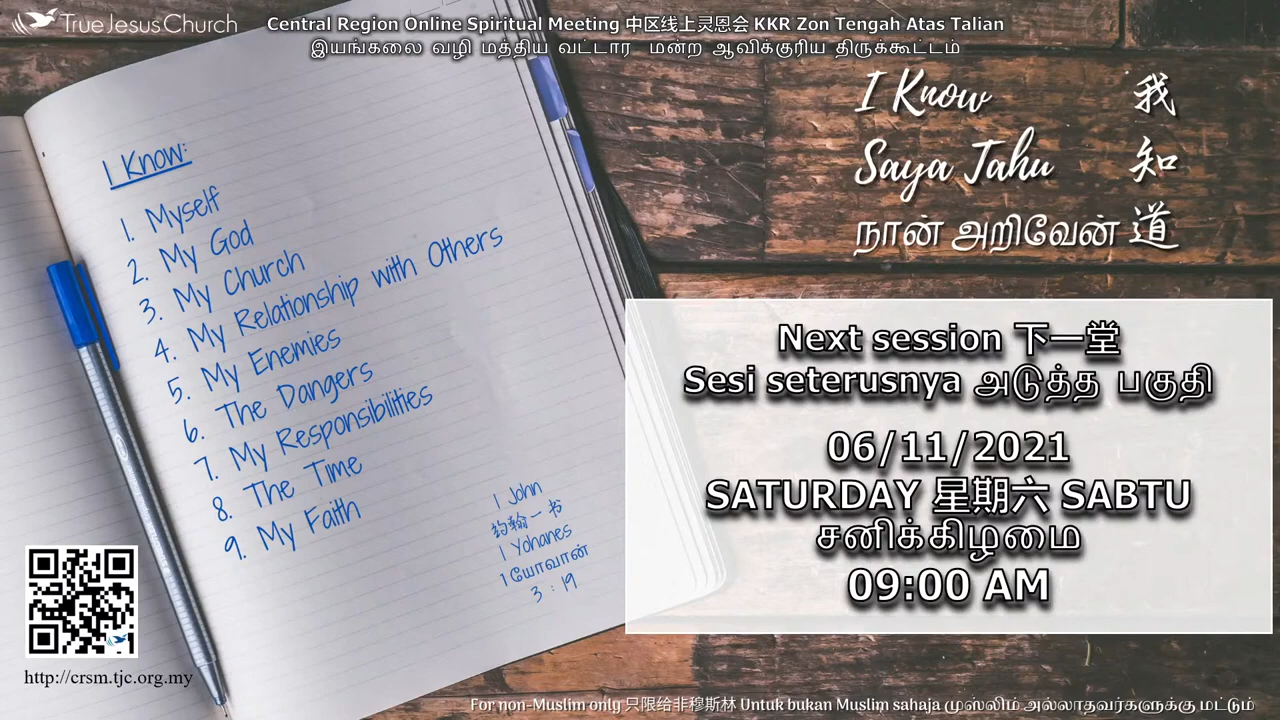 True Jesus Church
Central Region Online Spiritual Meeting 中区线上灵恩会 KKR Zon Tengah Atas Talian
இயங்கலை வழி மத்திய வட்டார மன்ற ஆவிக்குரிய திருக்கூட்டம்
I Know 我
Saya Tahu 知
நான் அறிவேன் 道
I Know:
1. Myself
2. My God
3. My Church
4. My Relationship with Others
5. My Enemies
6. The Dangers
7. My Responsibilities
8. The Time
9. My Faith
1 John
约翰一书
1 Yohanes
1 யோவான்
3 : 19
Next session 下一堂
Sesi seterusnya அடுத்த பகுதி
06/11/2021
SATURDAY 星期六 SABTU
சனிக்கிழமை
09:00 AM
http://crsm.tjc.org.my
For non-Muslim only 只限给非穆斯林 Untuk bukan Muslim sahaja முஸ்லிம் அல்லாதவர்களுக்கு மட்டும்